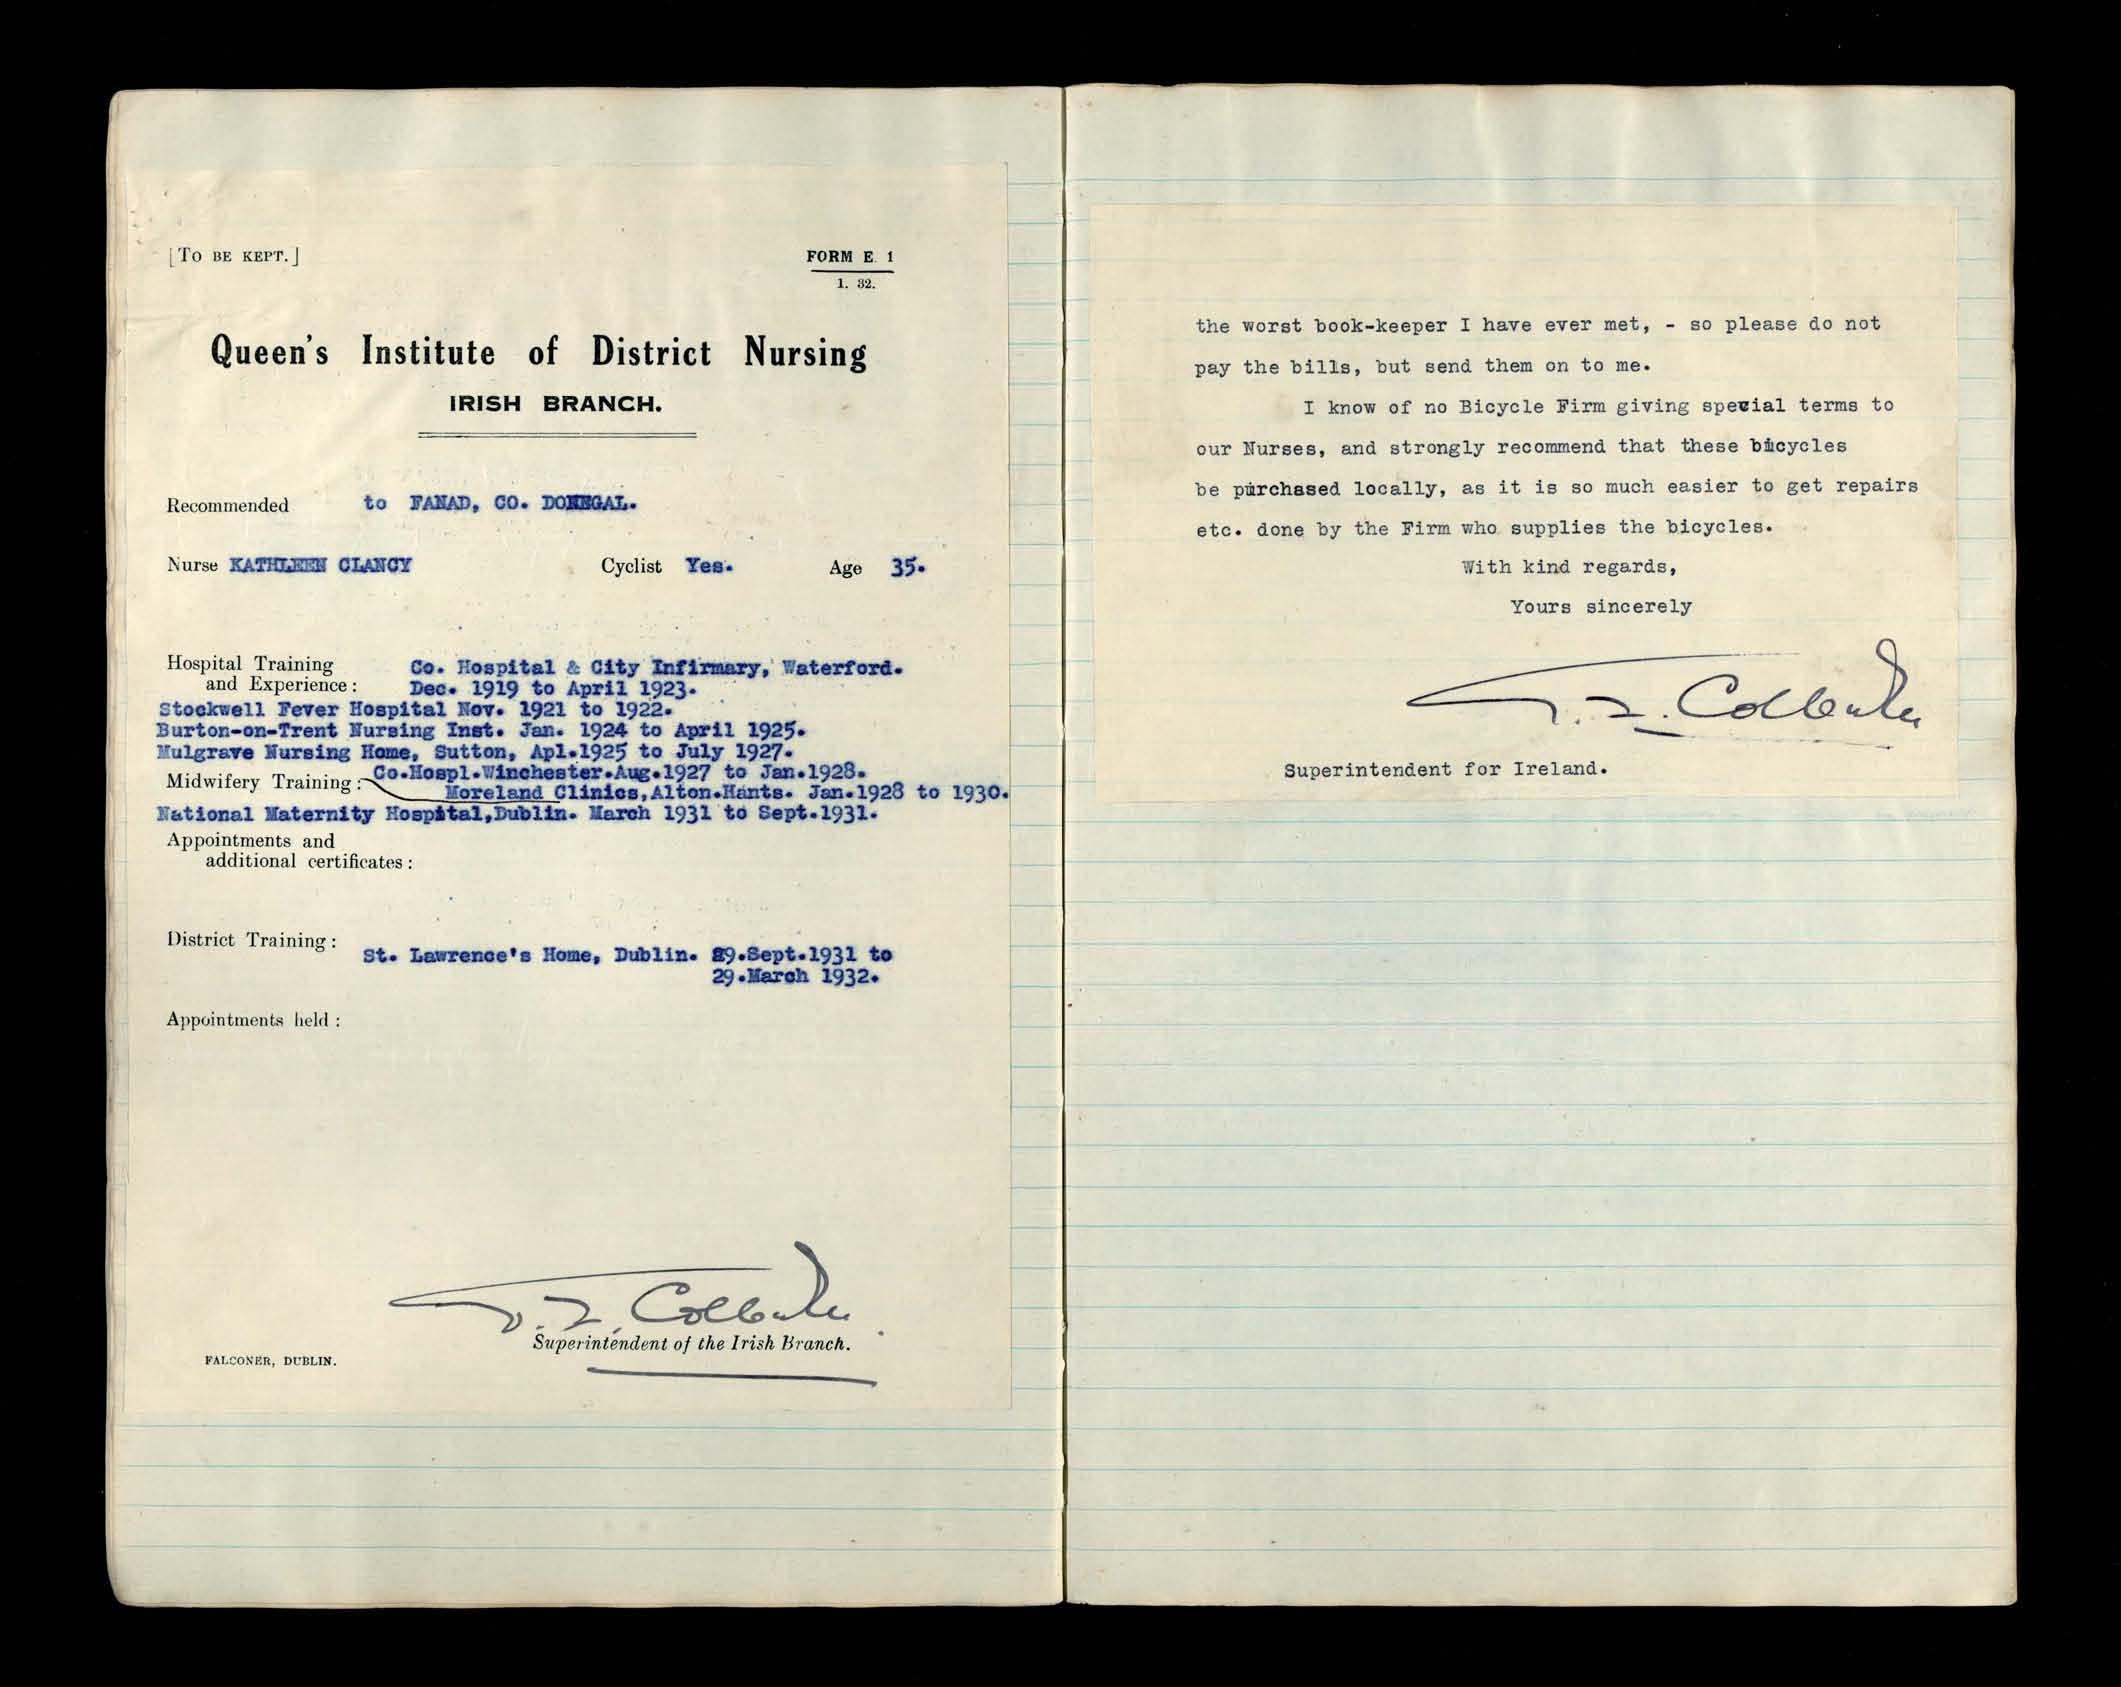 [TO BE KEPT.]
FORM E. 1
1. 32.
Queen's Institute of District Nursing
IRISH BRANCH.
Recommended to FANAD, CO. DONEGAL.
Nurse KATHLEEN CLANCY Cyclist Yes. Age 35.
Hospital Training Co. Hospital & City Infirmary, Waterford.
and Experience: Dec. 1919 to April 1923.
Stockwell Fever Hospital Nov. 1921 to 1922.
Burton-on-Trent Nursing Inst. Jan. 1924 to April 1925.
Mulgrave Nursing Home, Sutton, Apl.1925 to July 1927.
Co.Hospl.Winchester.Aug.1927 to Jan.1928.
Midwifery Training: Moreland Clinics,Alton.Hants. Jan.1928 to 1930.
National Maternity Hospital,Dublin. March 1931 to Sept.1931.
Appointments and
additional certificates:
District Training:
St. Lawrence's Home, Dublin. 29.Sept.1931 to
29.March 1932.
Appointments held:
Superintendent of the Irish Branch.
FALCONER, DUBLIN.
the worst book-keeper I have ever met, - so please do not
pay the bills, but send them on to me.
I know of no Bicycle Firm giving special terms to
our Nurses, and strongly recommend that these bicycles
be purchased locally, as it is so much easier to get repairs
etc. done by the Firm who supplies the bicycles.
With kind regards,
Yours sincerely
Superintendent for Ireland.